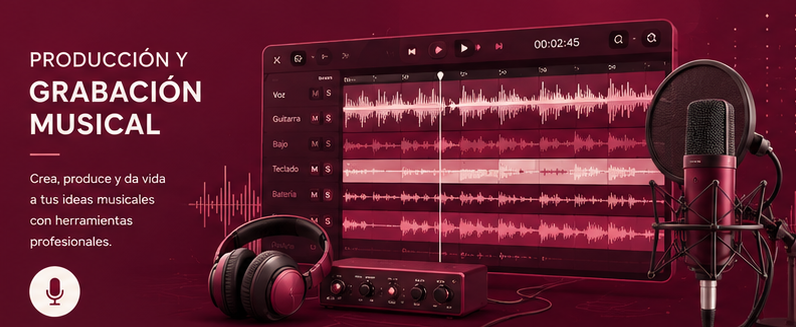 PRODUCCIÓN Y
GRABACIÓN
MUSICAL
Crea, produce y da vida
a tus ideas musicales
con herramientas
profesionales.
00:02:45
Voz M S
Guitarra M S
Bajo M S
Teclado M S
Batería M S
M S